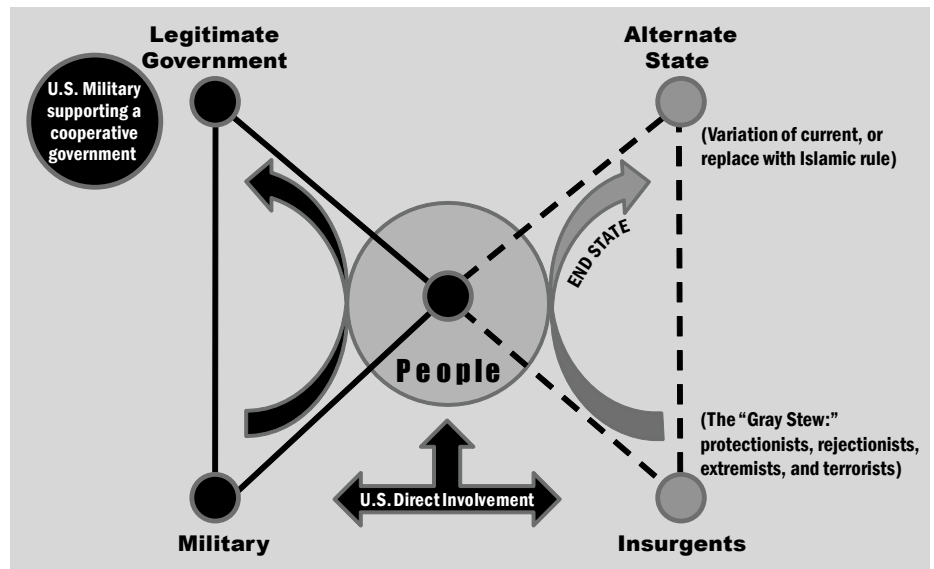 Legitimate
Government
Alternate
State
U.S. Military
supporting a
cooperative
government
(Variation of current, or
replace with Islamic rule)
END STATE
People
(The “Gray Stew:”
protectionists, rejectionists,
extremists, and terrorists)
U.S. Direct Involvement
Military
Insurgents